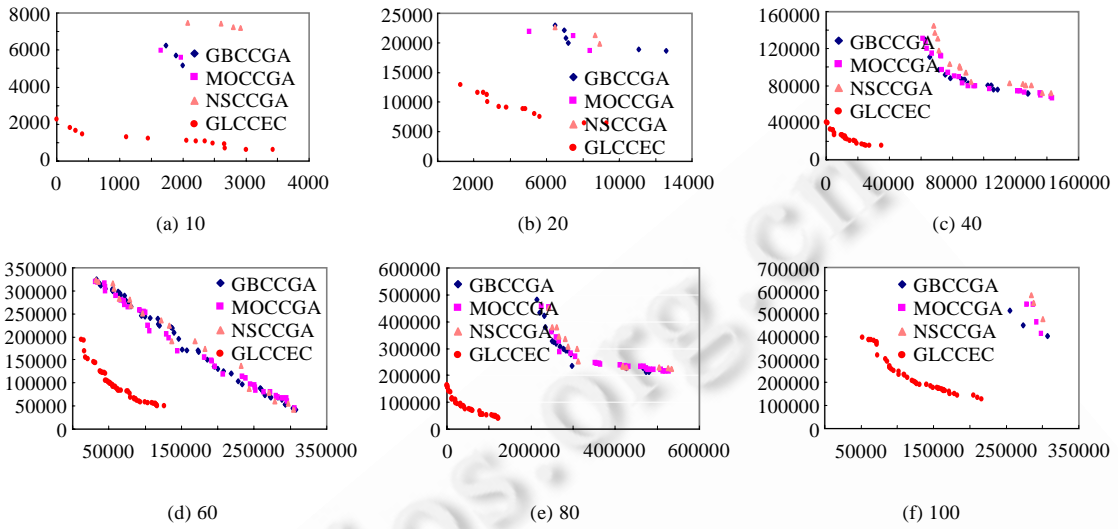 8000
6000
4000
2000
0
0 1000 2000 3000 4000
GBCCGA
MOCCGA
NSCCGA
GLCCEC
(a) 10
25000
20000
15000
10000
5000
0
2000 6000 10000 14000
GBCCGA
MOCCGA
NSCCGA
GLCCEC
(b) 20
160000
120000
80000
40000
0
0 40000 80000 120000 160000
GBCCGA
MOCCGA
NSCCGA
GLCCEC
(c) 40
350000
300000
250000
200000
150000
100000
50000
0
50000 150000 250000 350000
GBCCGA
MOCCGA
NSCCGA
GLCCEC
(d) 60
600000
500000
400000
300000
200000
100000
0
0 200000 400000 600000
GBCCGA
MOCCGA
NSCCGA
GLCCEC
(e) 80
700000
600000
500000
400000
300000
200000
100000
0
50000 150000 250000 350000
GBCCGA
MOCCGA
NSCCGA
GLCCEC
(f) 100
os.org.cn